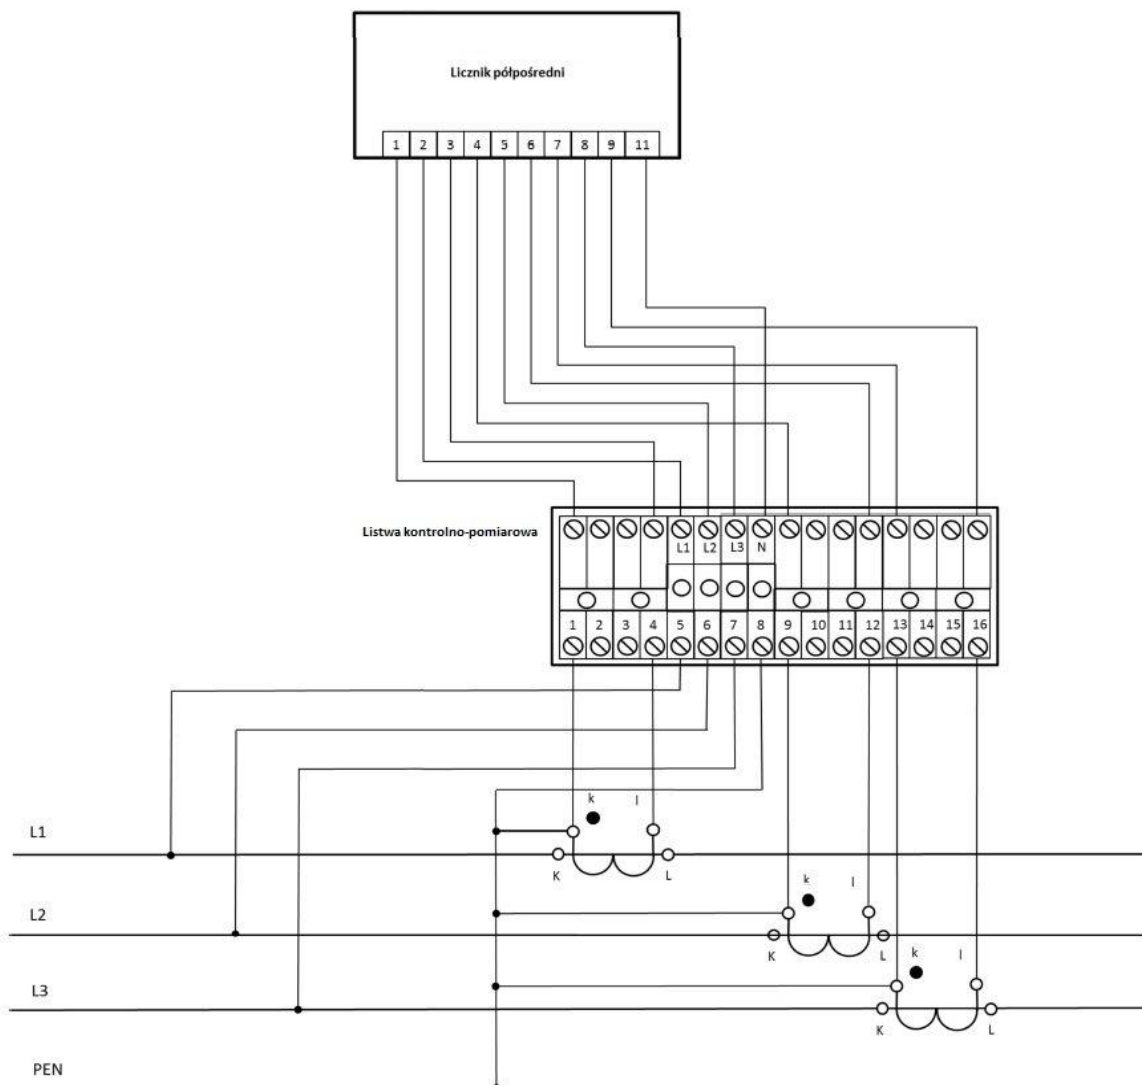 Licznik półpośredni
1 2 3 4 5 6 7 8 9 11
Listwa kontrolno-pomiarowa
L1 L2 L3 N
1 2 3 4 5 6 7 8 9 10 11 12 13 14 15 16
k l
L1
K L
k l
L2
K L
k l
L3
K L
PEN